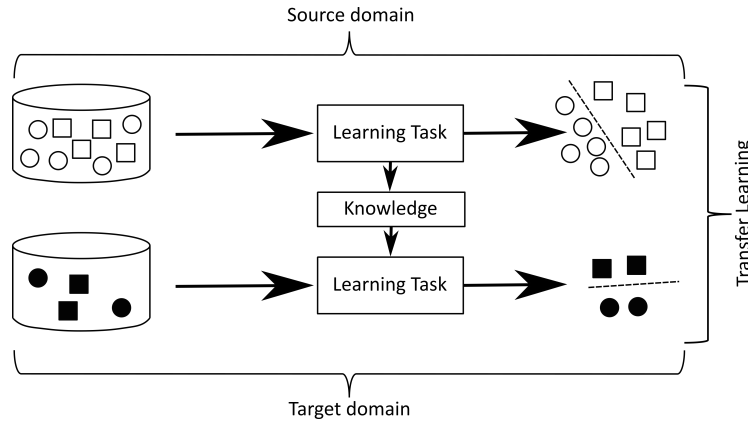 Source domain
Learning Task
Knowledge
Learning Task
Transfer Learning
Target domain